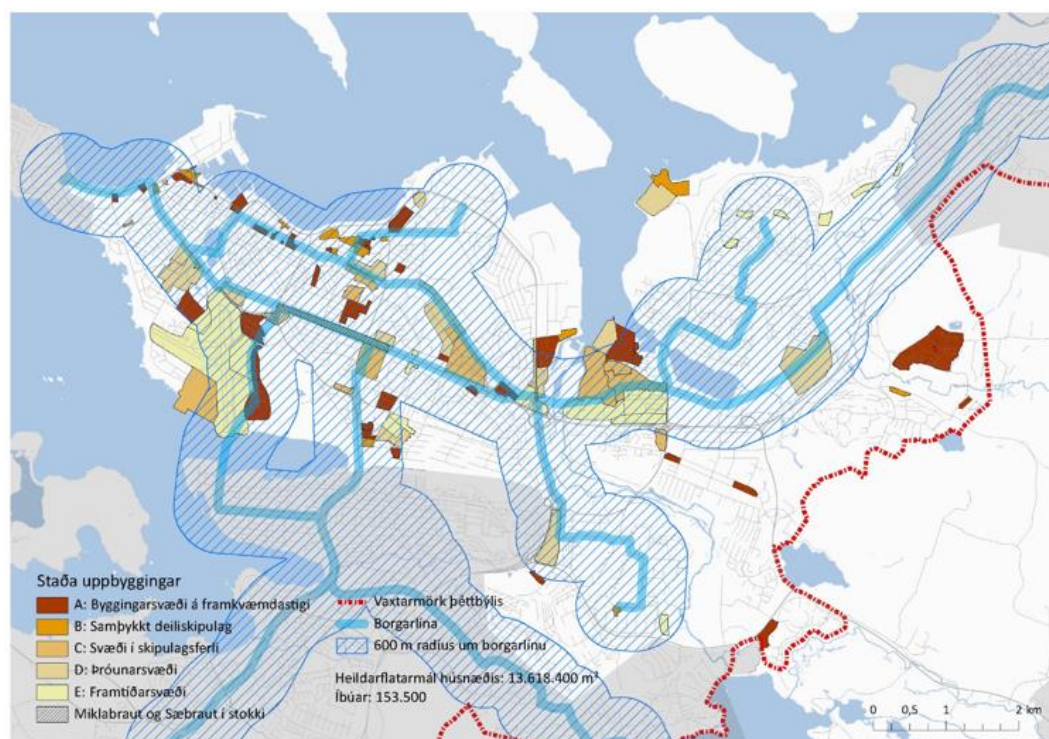 Staða uppbyggingar
A: Byggingarsvæði á framkvæmdastigi
B: Samþykkt deiliskipulag
C: Svæði í skipulagsferli
D: Þróunarsvæði
E: Framtíðarsvæði
Miklabraut og Sæbraut í stokki
Vaxtarmörk þéttbýlis
Borgarlína
600 m radíus um borgarlínu
Heildarflatarmál húsnæðis: 13.618.400 m²
Íbúar: 153.500
0 0,5 1 2 km